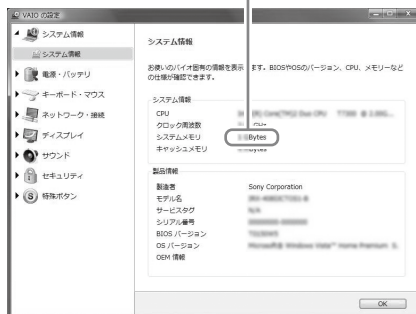 VAIO の設定
システム情報
システム情報
電源・バッテリ
キーボード・マウス
ネットワーク・接続
ディスプレイ
サウンド
セキュリティ
特殊ボタン
システム情報
お使いのバイオ固有の情報を表示 ます。BIOSやOSのバージョン、CPU、メモリーなど
の仕様が確認できます。
システム情報
CPU
クロック周波数
システムメモリ Bytes
キャッシュメモリ Bytes
製品情報
製造者 Sony Corporation
モデル名
サービスタグ N/A
シリアル番号
BIOS バージョン
OS バージョン
OEM 情報
OK